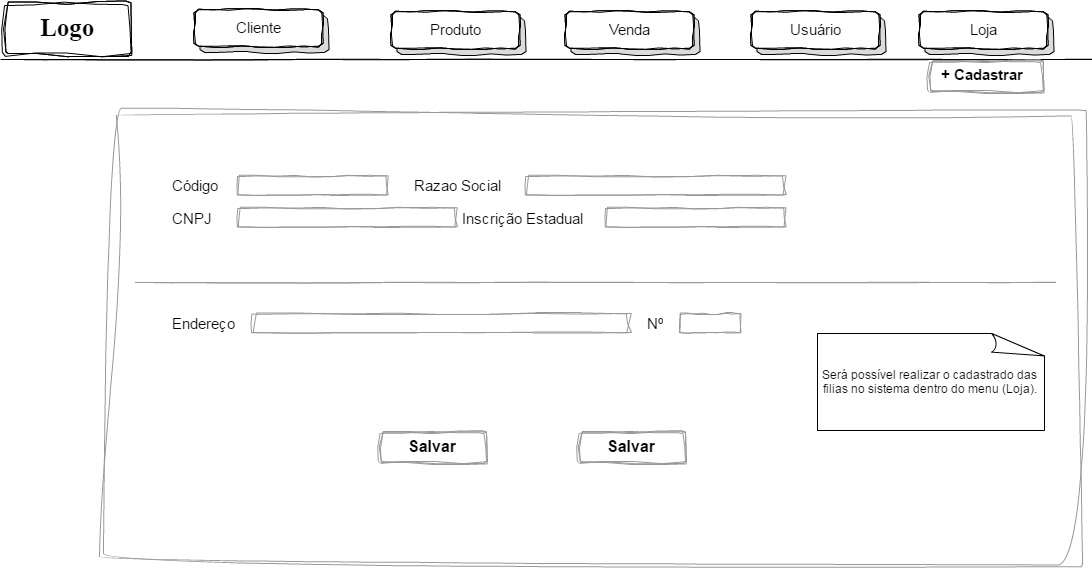 Logo
Cliente
Produto
Venda
Usuário
Loja
+ Cadastrar
Código
Razao Social
CNPJ
Inscrição Estadual
Endereço
Nº
Será possível realizar o cadastrado das
filias no sistema dentro do menu (Loja).
Salvar
Salvar